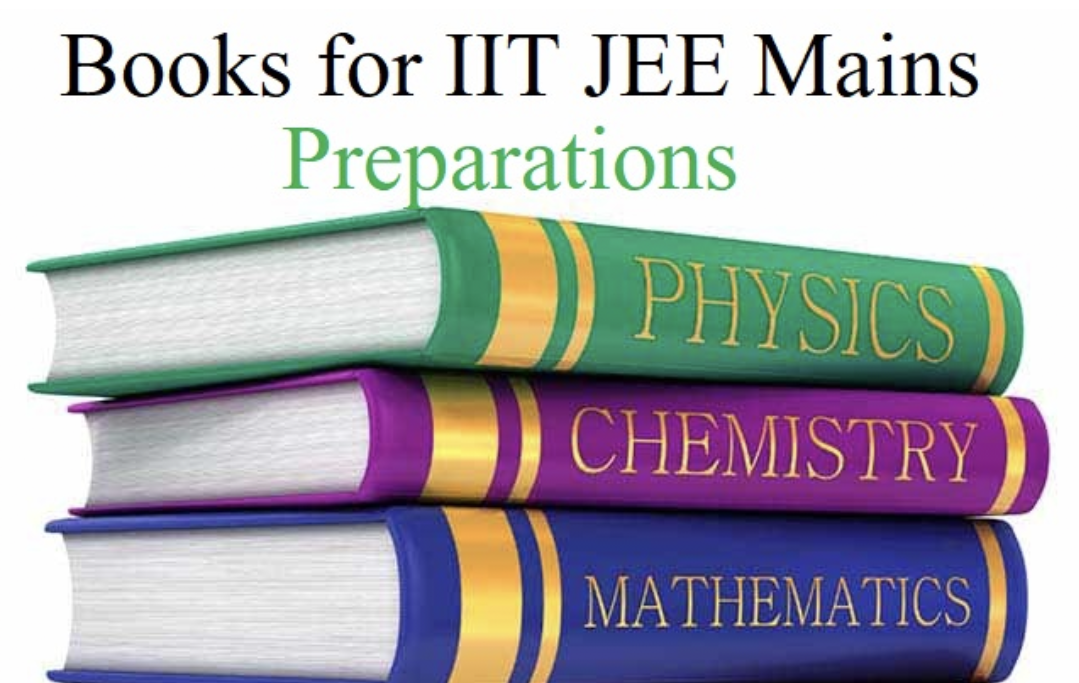 Books for IIT JEE Mains
Preparations
PHYSICS
CHEMISTRY
MATHEMATICS